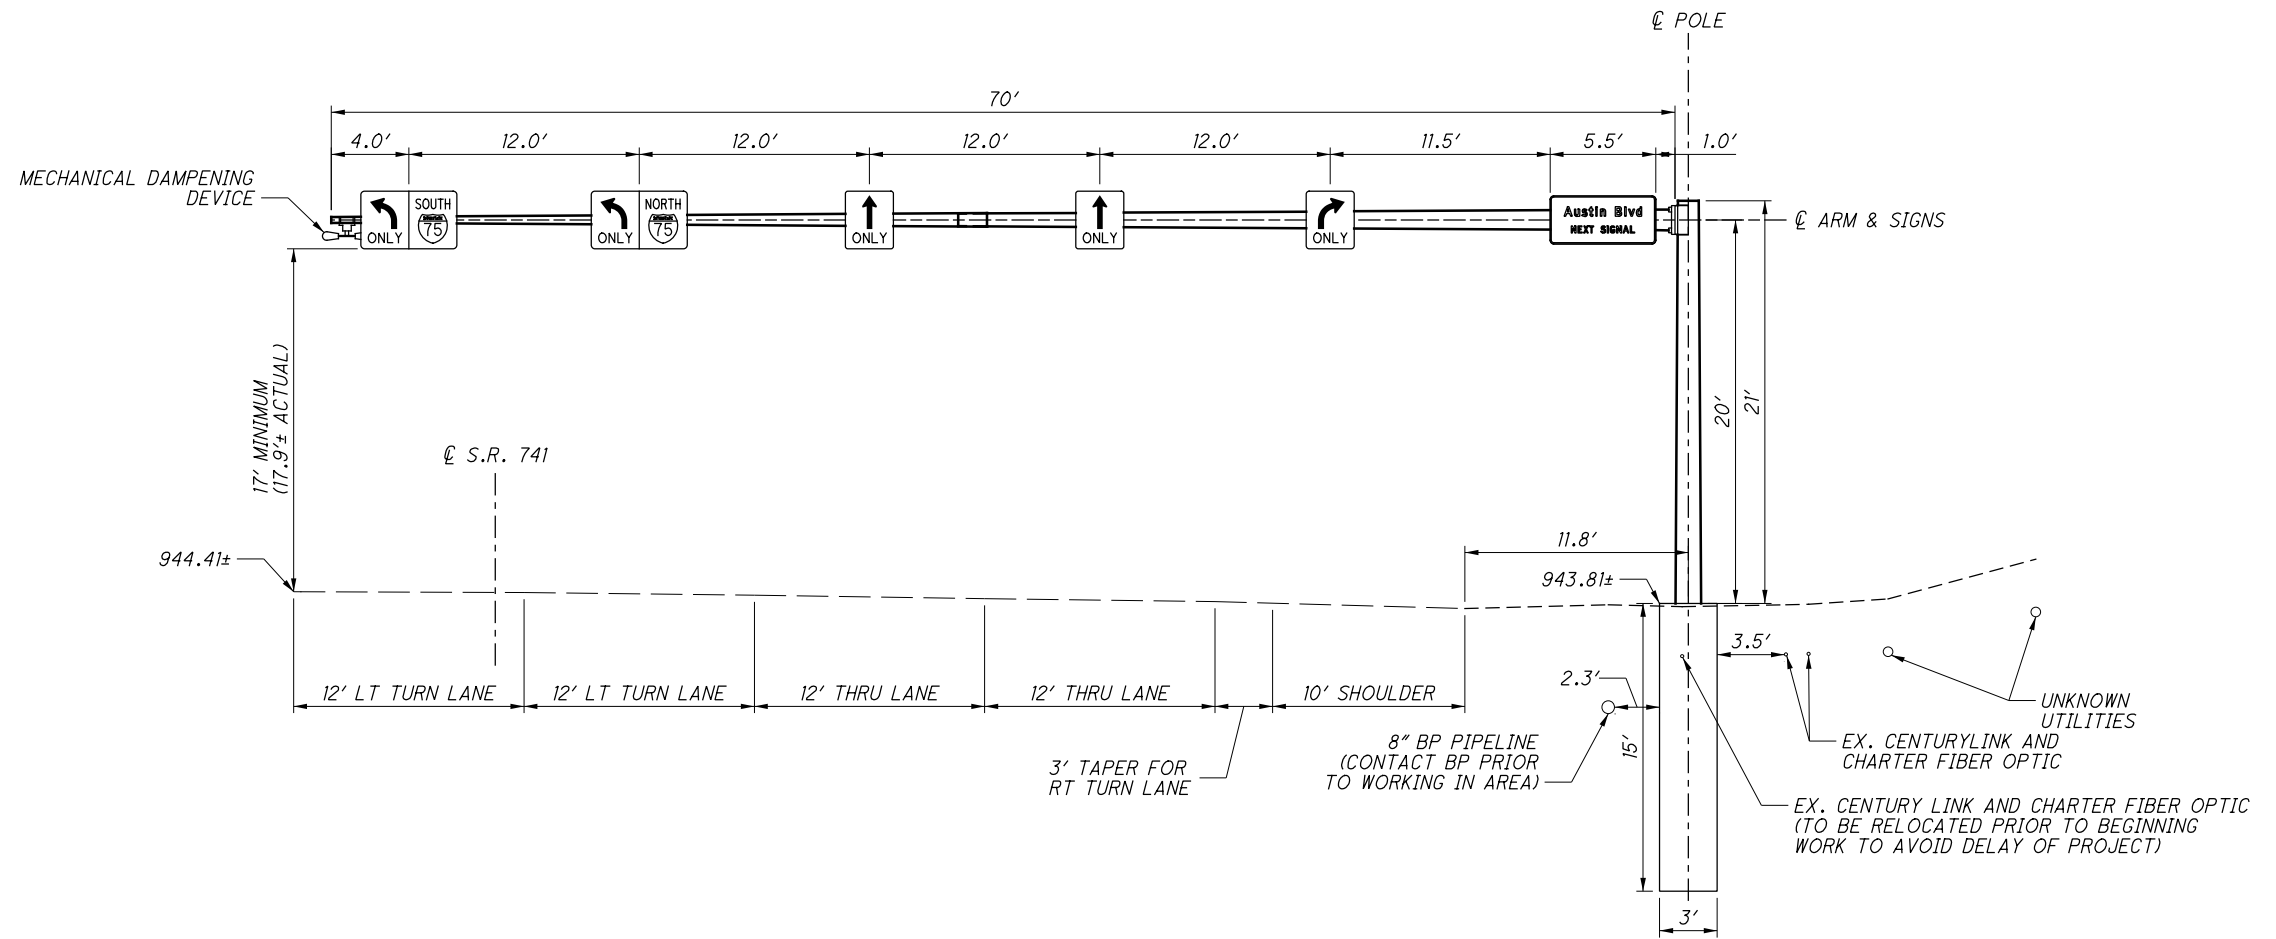 ℄ POLE
70'
4.0'
12.0'
12.0'
12.0'
12.0'
11.5'
5.5'
1.0'
MECHANICAL DAMPENING
DEVICE
ONLY
SOUTH
75
ONLY
NORTH
75
ONLY
ONLY
ONLY
Austin Blvd
NEXT SIGNAL
℄ ARM & SIGNS
17' MINIMUM
(17.9'± ACTUAL)
20'
21'
℄ S.R. 741
944.41±
11.8'
943.81±
12' LT TURN LANE
12' LT TURN LANE
12' THRU LANE
12' THRU LANE
10' SHOULDER
3' TAPER FOR
RT TURN LANE
2.3'
3.5'
8" BP PIPELINE
(CONTACT BP PRIOR
TO WORKING IN AREA)
15'
UNKNOWN
UTILITIES
EX. CENTURYLINK AND
CHARTER FIBER OPTIC
EX. CENTURY LINK AND CHARTER FIBER OPTIC
(TO BE RELOCATED PRIOR TO BEGINNING
WORK TO AVOID DELAY OF PROJECT)
3'